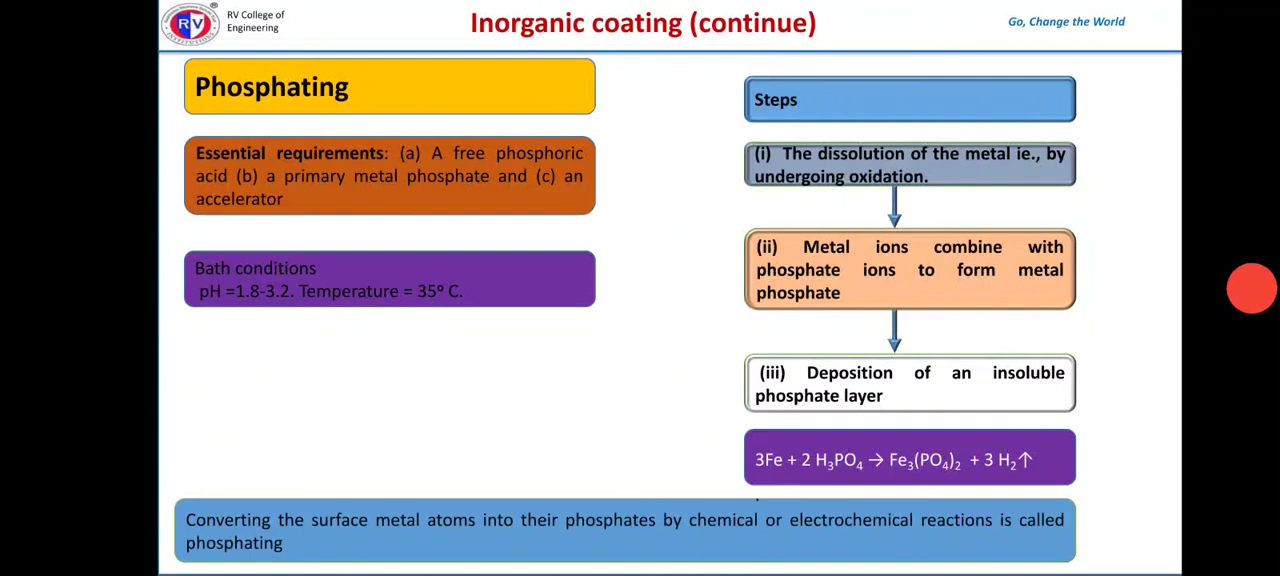 RV College of
Engineering
Inorganic coating (continue)
Go, Change the World
Phosphating
Essential requirements: (a) A free phosphoric
acid (b) a primary metal phosphate and (c) an
accelerator
Bath conditions
pH =1.8-3.2. Temperature = 35º C.
Steps
(i) The dissolution of the metal ie., by
undergoing oxidation.
(ii) Metal ions combine with
phosphate ions to form metal
phosphate
(iii) Deposition of an insoluble
phosphate layer
3Fe + 2 H₃PO₄ → Fe₃(PO₄)₂ + 3 H₂↑
Converting the surface metal atoms into their phosphates by chemical or electrochemical reactions is called
phosphating